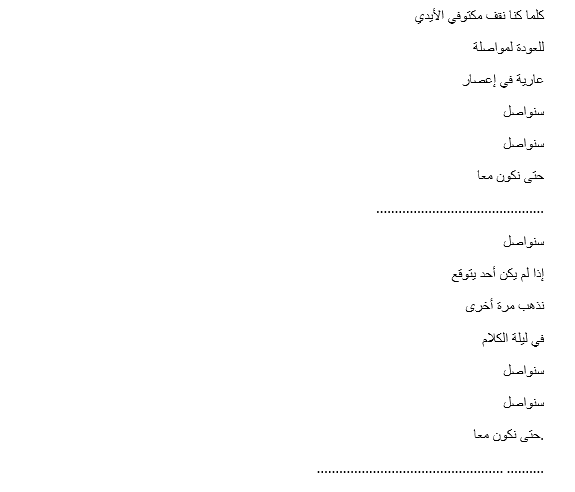 كلما كنا نقف مكتوفي الأيدي
للعودة لمواصلة
عارية في إعصار
سنواصل
سنواصل
حتى نكون معا
.............................................
سنواصل
إذا لم يكن أحد يتوقع
نذهب مرة أخرى
في ليلة الكلام
سنواصل
سنواصل
.حتى نكون معا
.......... ..................................................